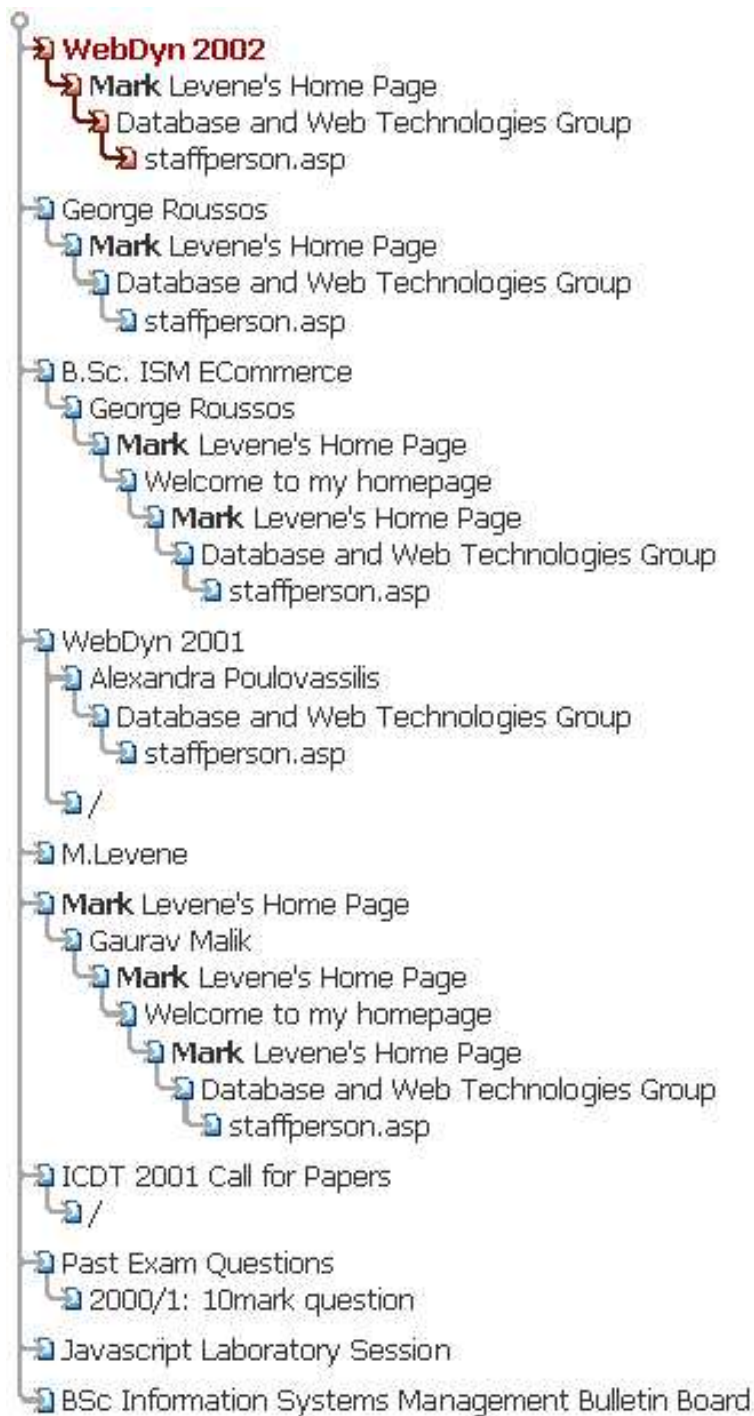 WebDyn 2002
Mark Levene's Home Page
Database and Web Technologies Group
staffperson.asp
George Roussos
Mark Levene's Home Page
Database and Web Technologies Group
staffperson.asp
B.Sc. ISM ECommerce
George Roussos
Mark Levene's Home Page
Welcome to my homepage
Mark Levene's Home Page
Database and Web Technologies Group
staffperson.asp
WebDyn 2001
Alexandra Poulovassilis
Database and Web Technologies Group
staffperson.asp
/
M.Levene
Mark Levene's Home Page
Gaurav Malik
Mark Levene's Home Page
Welcome to my homepage
Mark Levene's Home Page
Database and Web Technologies Group
staffperson.asp
ICDT 2001 Call for Papers
/
Past Exam Questions
2000/1: 10mark question
Javascript Laboratory Session
BSc Information Systems Management Bulletin Board